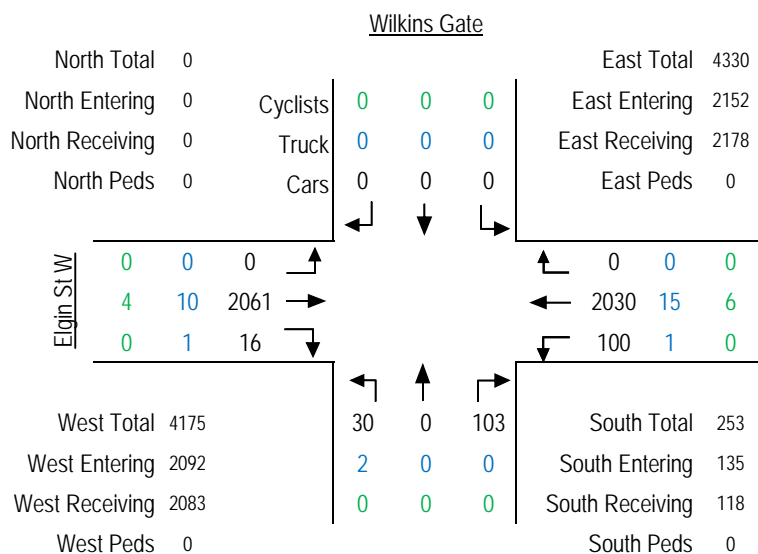 Wilkins Gate
North Total 0
East Total 4330
North Entering 0
Cyclists 0 0 0
East Entering 2152
North Receiving 0
Truck 0 0 0
East Receiving 2178
North Peds 0
Cars 0 0 0
East Peds 0
Elgin St W
0 0 0
0 0 0
4 10 2061
2030 15 6
0 1 16
100 1 0
West Total 4175
30 0 103
South Total 253
West Entering 2092
2 0 0
South Entering 135
West Receiving 2083
0 0 0
South Receiving 118
West Peds 0
South Peds 0